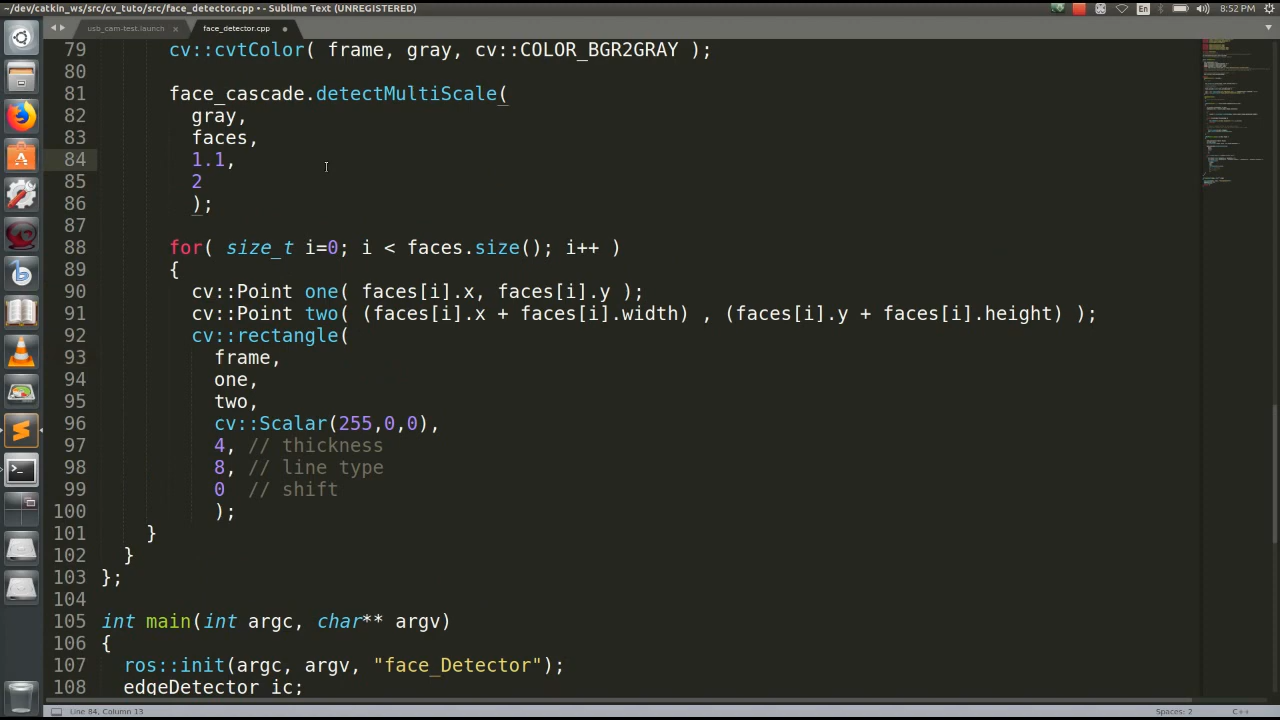 ~/dev/catkin_ws/src/cv_tuto/src/face_detector.cpp • - Sublime Text (UNREGISTERED)
En
8:52 PM
usb_cam-test.launch
face_detector.cpp
79 cv::cvtColor( frame, gray, cv::COLOR_BGR2GRAY );
80
81 face_cascade.detectMultiScale(
82 gray,
83 faces,
84 1.1,
85 2
86 );
87
88 for( size_t i=0; i < faces.size(); i++ )
89 {
90 cv::Point one( faces[i].x, faces[i].y );
91 cv::Point two( (faces[i].x + faces[i].width) , (faces[i].y + faces[i].height) );
92 cv::rectangle(
93 frame,
94 one,
95 two,
96 cv::Scalar(255,0,0),
97 4, // thickness
98 8, // line type
99 0 // shift
100 );
101 }
102 }
103 };
104
105 int main(int argc, char** argv)
106 {
107 ros::init(argc, argv, "face_Detector");
108 edgeDetector ic;
Line 84, Column 13
Spaces: 2
C++